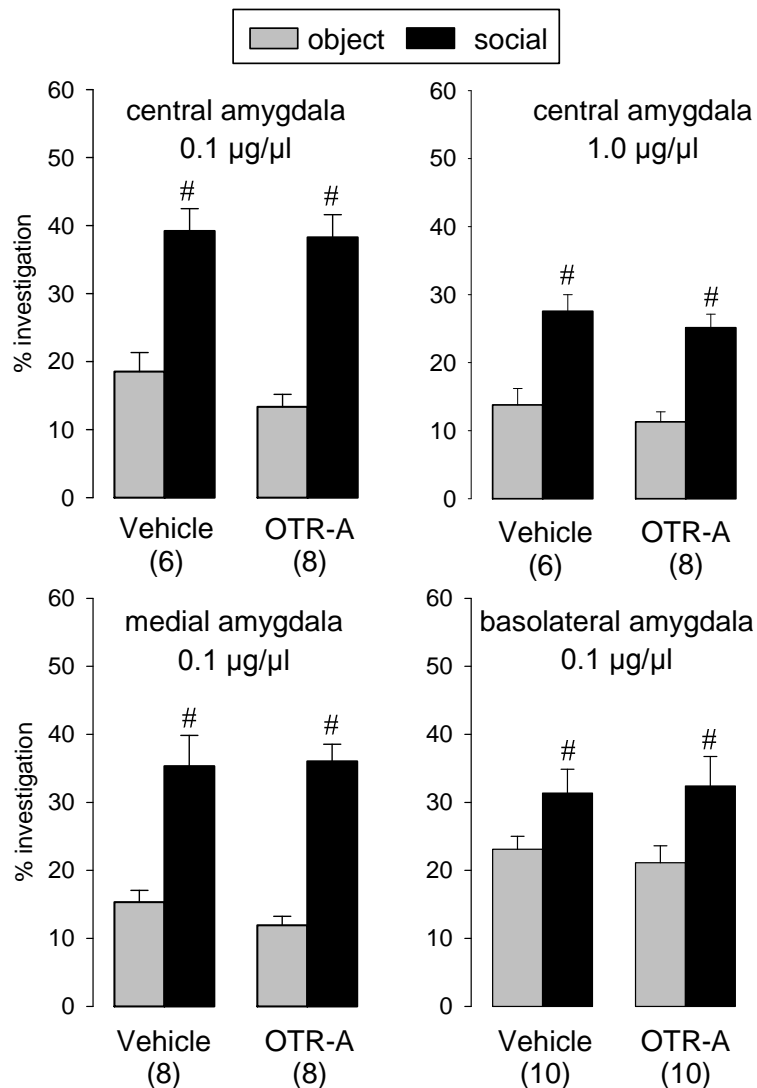 object social
central amygdala
0.1 µg/µl
60
50
40
30
20
10
0
% investigation
# #
Vehicle OTR-A
(6) (8)
central amygdala
1.0 µg/µl
60
50
40
30
20
10
0
# #
Vehicle OTR-A
(6) (8)
medial amygdala
0.1 µg/µl
60
50
40
30
20
10
0
% investigation
# #
Vehicle OTR-A
(8) (8)
basolateral amygdala
0.1 µg/µl
60
50
40
30
20
10
0
# #
Vehicle OTR-A
(10) (10)